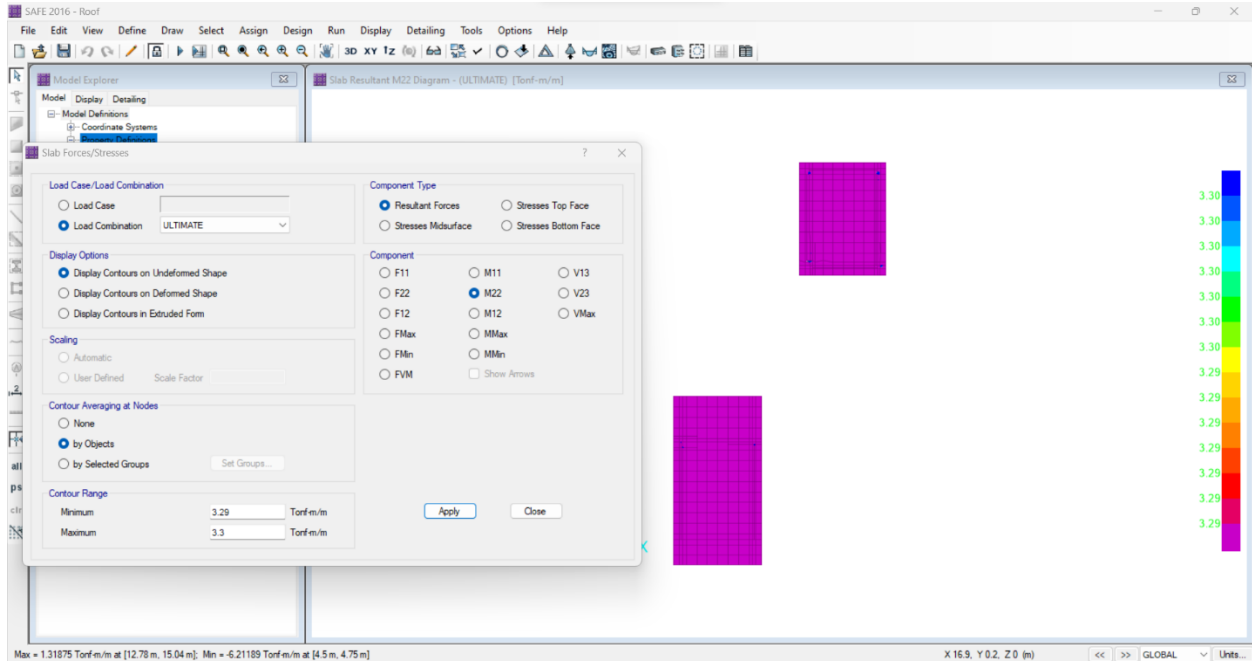 SAFE 2016 - Roof
File Edit View Define Draw Select Assign Design Run Display Detailing Tools Options Help
3D XY
Model Explorer
Slab Resultant M22 Diagram - (ULTIMATE) [Tonf-m/m]
Model Display Detailing
Model Definitions
Coordinate Systems
Property Definitions
Slab Forces/Stresses
Load Case/Load Combination
Load Case
Load Combination ULTIMATE
Component Type
Resultant Forces Stresses Top Face
Stresses Midsurface Stresses Bottom Face
Display Options
Display Contours on Undeformed Shape
Display Contours on Deformed Shape
Display Contours in Extruded Form
Component
F11 M11 V13
F22 M22 V23
F12 M12 VMax
FMax MMax
FMin MMin
FVM Show Arrows
Scaling
Automatic
User Defined Scale Factor
Contour Averaging at Nodes
None
by Objects
by Selected Groups Set Groups...
Contour Range
Minimum 3.29 Tonf-m/m
Maximum 3.3 Tonf-m/m
Apply Close
all
ps
clr
X
3.30
3.30
3.30
3.30
3.30
3.30
3.30
3.29
3.29
3.29
3.29
3.29
3.29
3.29
Max = 1.31875 Tonf-m/m at [12.78 m, 15.04 m]; Min = -6.21189 Tonf-m/m at [4.5 m, 4.75 m]
X 16.9, Y 0.2, Z 0 (m)
<< >> GLOBAL Units...